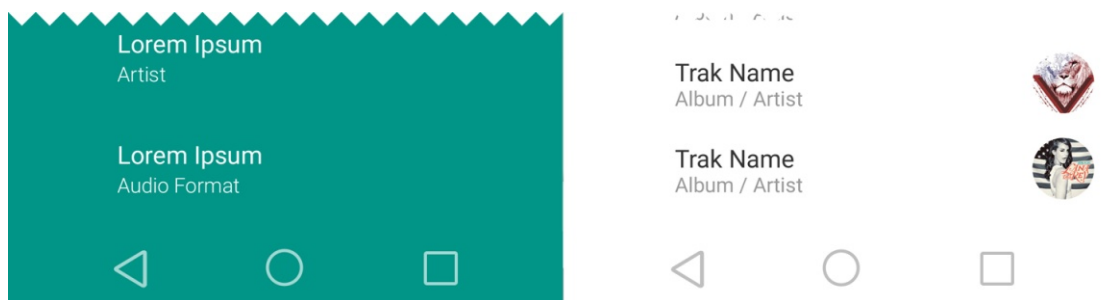 Lorem Ipsum
Artist
Lorem Ipsum
Audio Format
Trak Name
Album / Artist
Trak Name
Album / Artist